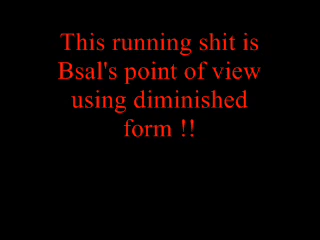 This running shit is
Bsal's point of view
using diminished
form !!